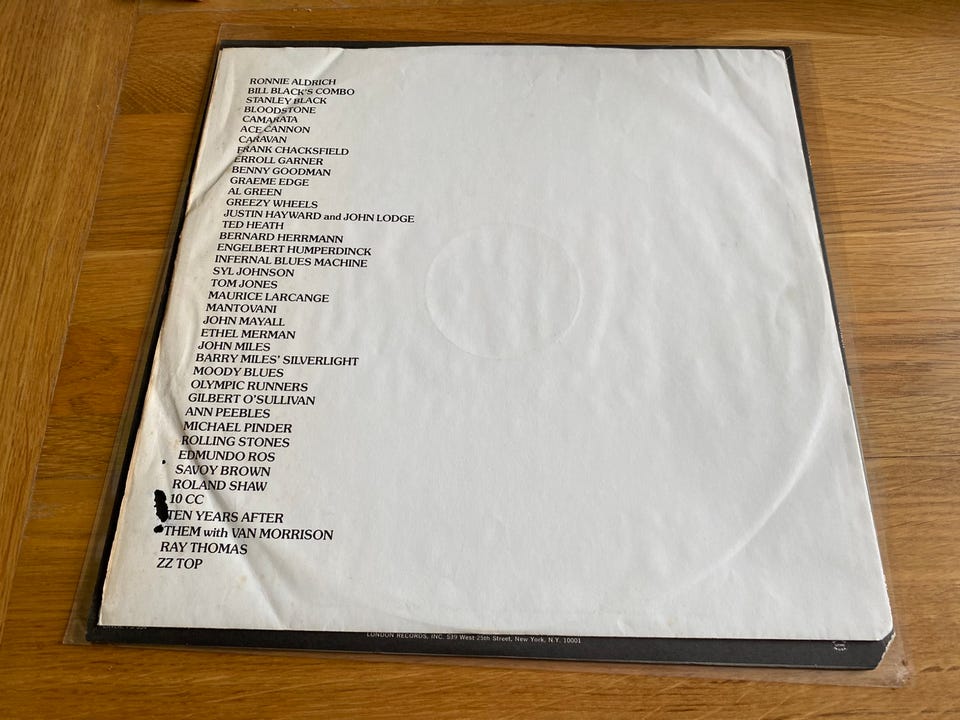 RONNIE ALDRICH
BILL BLACK'S COMBO
STANLEY BLACK
BLOODSTONE
CAMARATA
ACE CANNON
CARAVAN
FRANK CHACKSFIELD
ERROLL GARNER
BENNY GOODMAN
GRAEME EDGE
AL GREEN
GREEZY WHEELS
JUSTIN HAYWARD and JOHN LODGE
TED HEATH
BERNARD HERRMANN
ENGELBERT HUMPERDINCK
INFERNAL BLUES MACHINE
SYL JOHNSON
TOM JONES
MAURICE LARCANGE
MANTOVANI
JOHN MAYALL
ETHEL MERMAN
JOHN MILES
BARRY MILES' SILVERLIGHT
MOODY BLUES
OLYMPIC RUNNERS
GILBERT O'SULLIVAN
ANN PEEBLES
MICHAEL PINDER
ROLLING STONES
EDMUNDO ROS
SAVOY BROWN
ROLAND SHAW
10 CC
TEN YEARS AFTER
THEM with VAN MORRISON
RAY THOMAS
ZZ TOP
LONDON RECORDS, INC. 539 West 25th Street, New York, N.Y. 10001